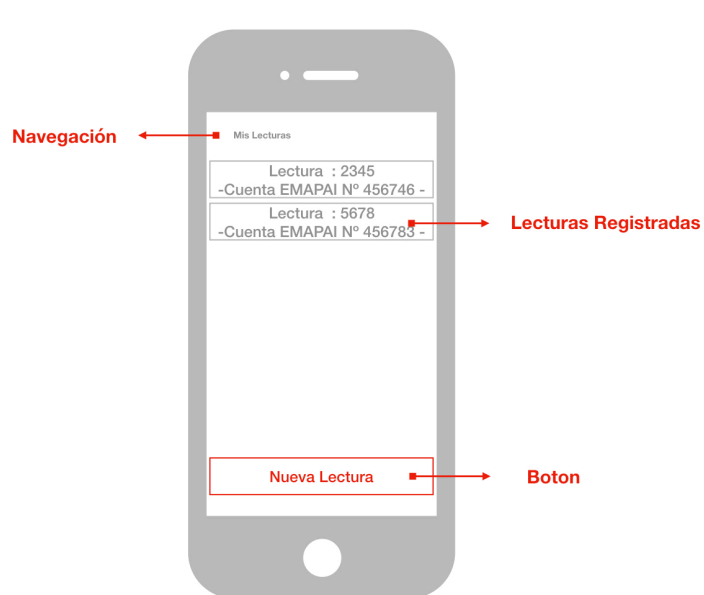 Navegación
Mis Lecturas
Lectura : 2345
-Cuenta EMAPAI Nº 456746 -
Lectura : 5678
-Cuenta EMAPAI Nº 456783 -
Lecturas Registradas
Nueva Lectura
Boton